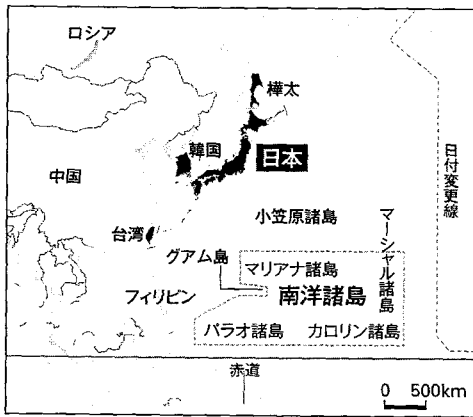 ロシア
樺太
韓国
日本
中国
日付変更線
小笠原諸島
マーシャル諸島
台湾
グアム島
マリアナ諸島
フィリピン
南洋諸島
パラオ諸島
カロリン諸島
赤道
0 500km